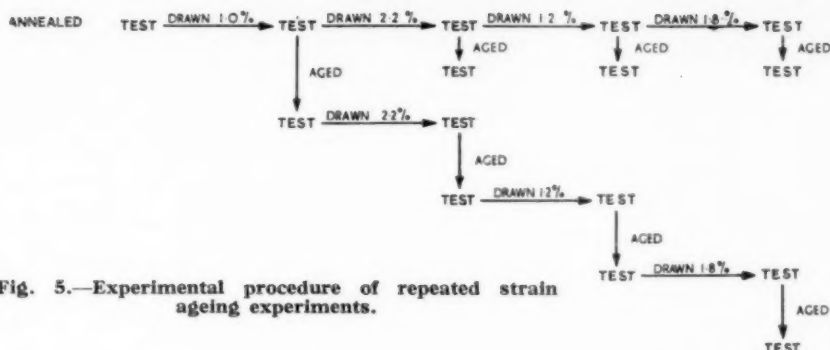 ANNEALED TEST DRAWN 1·0% TEST DRAWN 2·2 % TEST DRAWN 1·2 % TEST DRAWN 1·8·% TEST
AGED AGED AGED AGED
TEST TEST TEST
TEST DRAWN 2·2% TEST
AGED
TEST DRAWN 1·2% TEST
AGED
TEST DRAWN 1·8% TEST
AGED
TEST
Fig. 5.—Experimental procedure of repeated strain
ageing experiments.